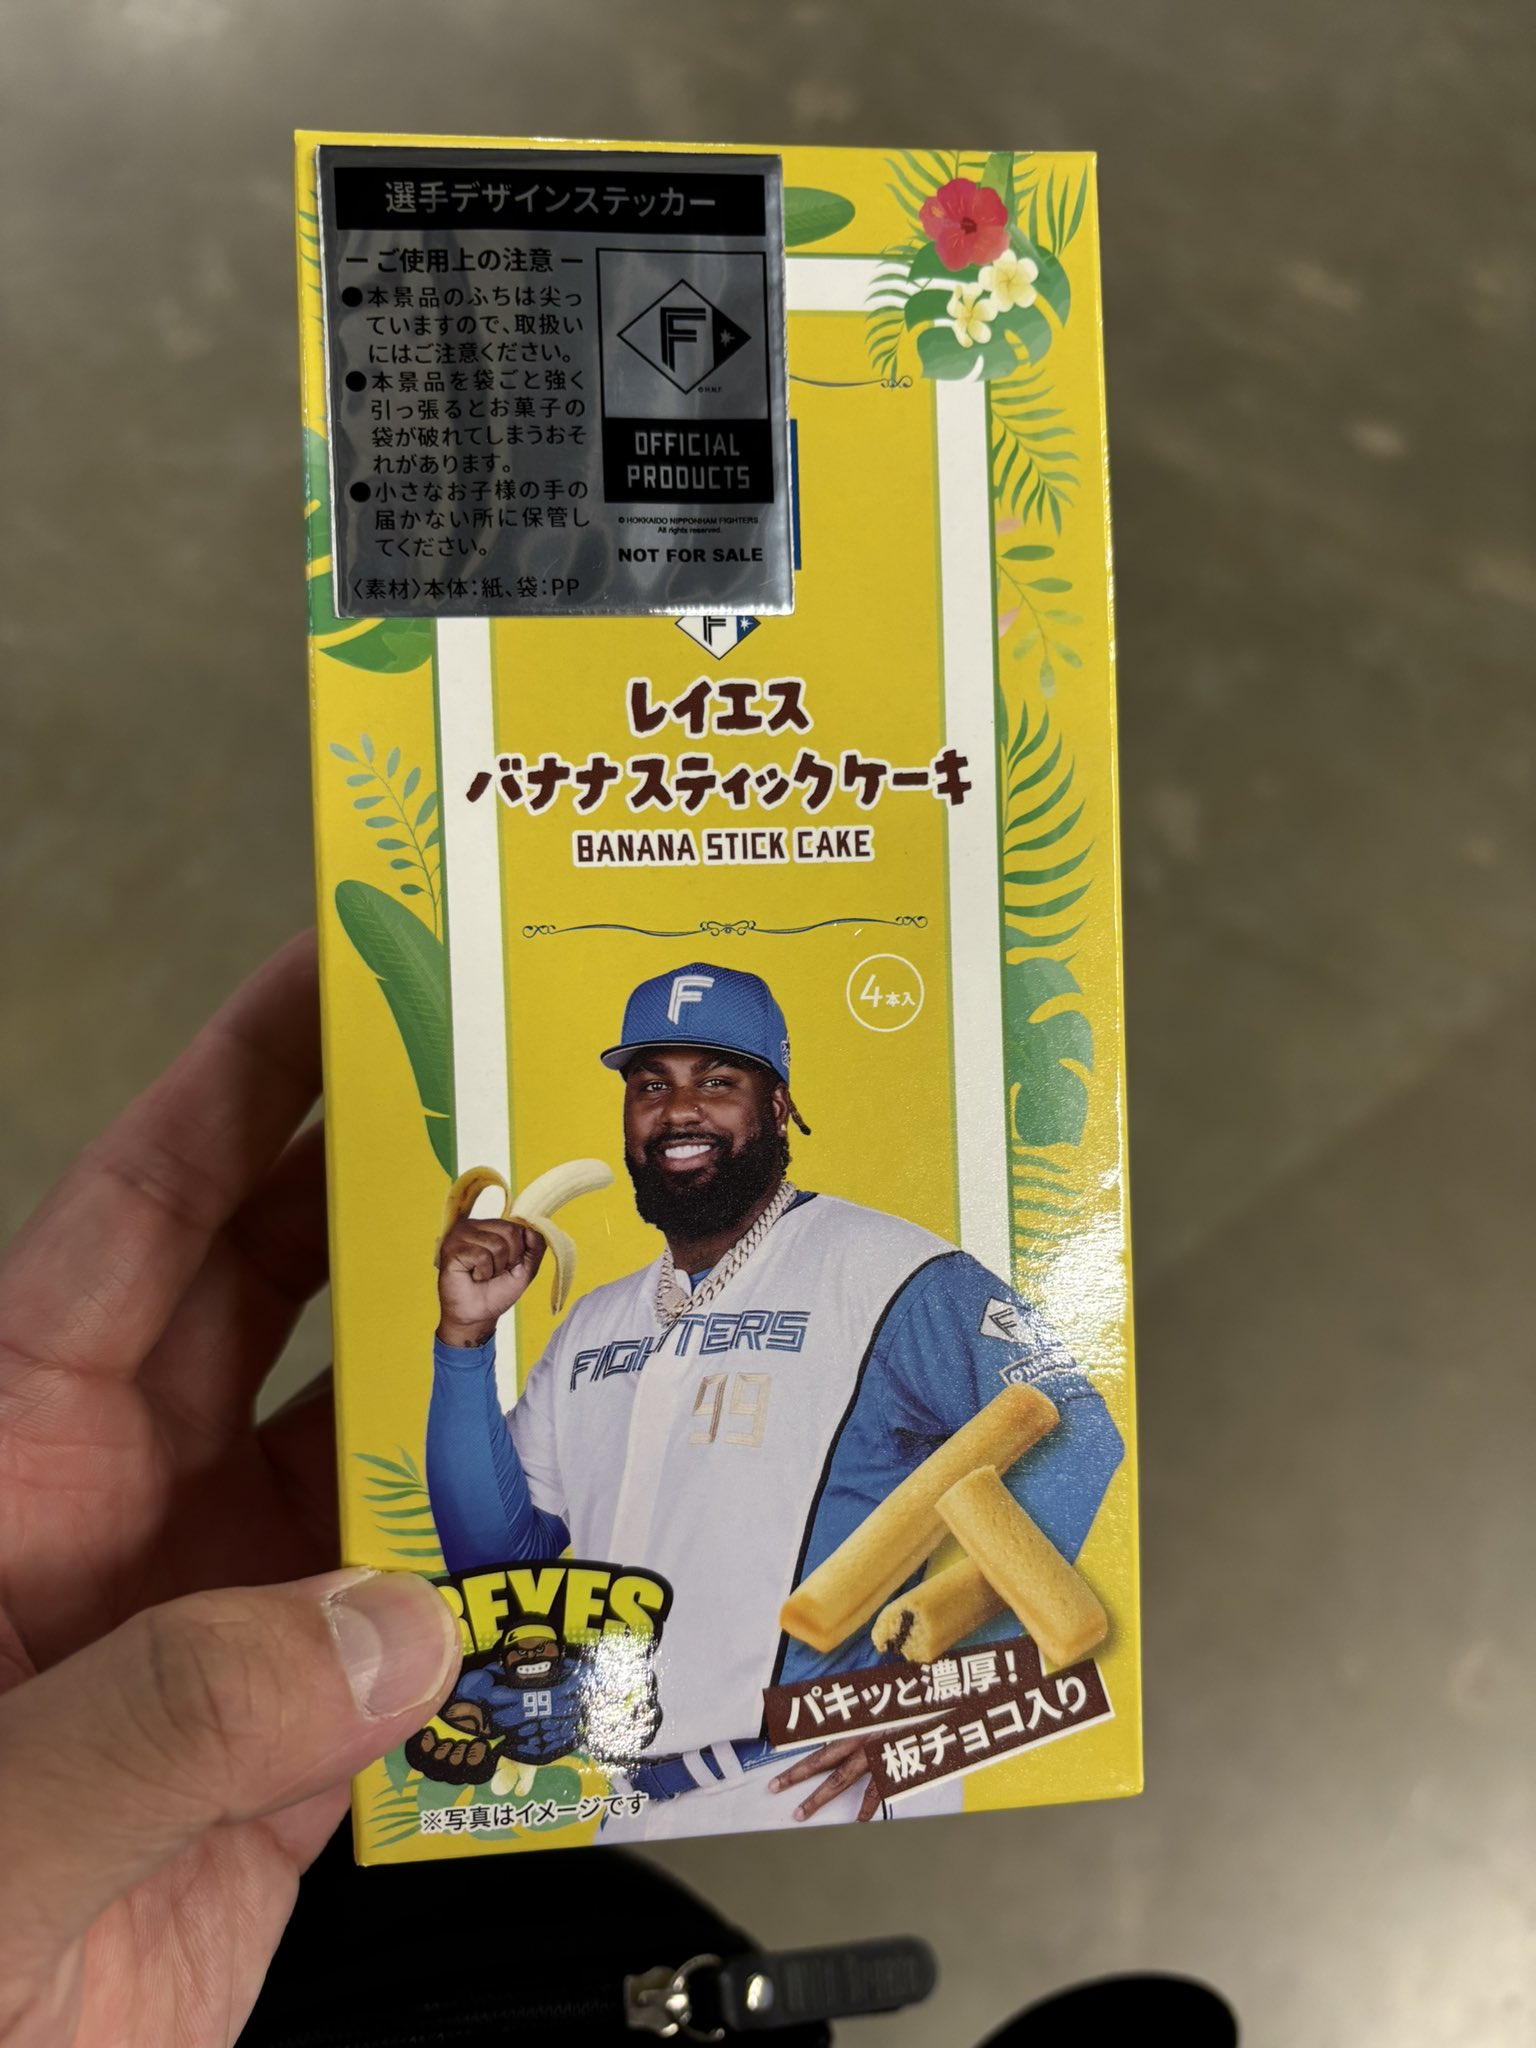 選手デザインステッカー
ー ご使用上の注意 ー
●本景品のふちは尖っ
ていますので、取扱い
にはご注意ください。
●本景品を袋ごと強く
引っ張るとお菓子の
袋が破れてしまうおそ
れがあります。
●小さなお子様の手の
届かない所に保管し
てください。
〈素材〉本体：紙、袋：PP
F
©H.N.F.
OFFICIAL
PRODUCTS
© HOKKAIDO NIPPONHAM FIGHTERS
All rights reserved.
NOT FOR SALE
F
レイエス
バナナスティックケーキ
BANANA STICK CAKE
4本入
F
FIGHTERS
99
F
REYES
99
パキッと濃厚！
板チョコ入り
※写真はイメージです